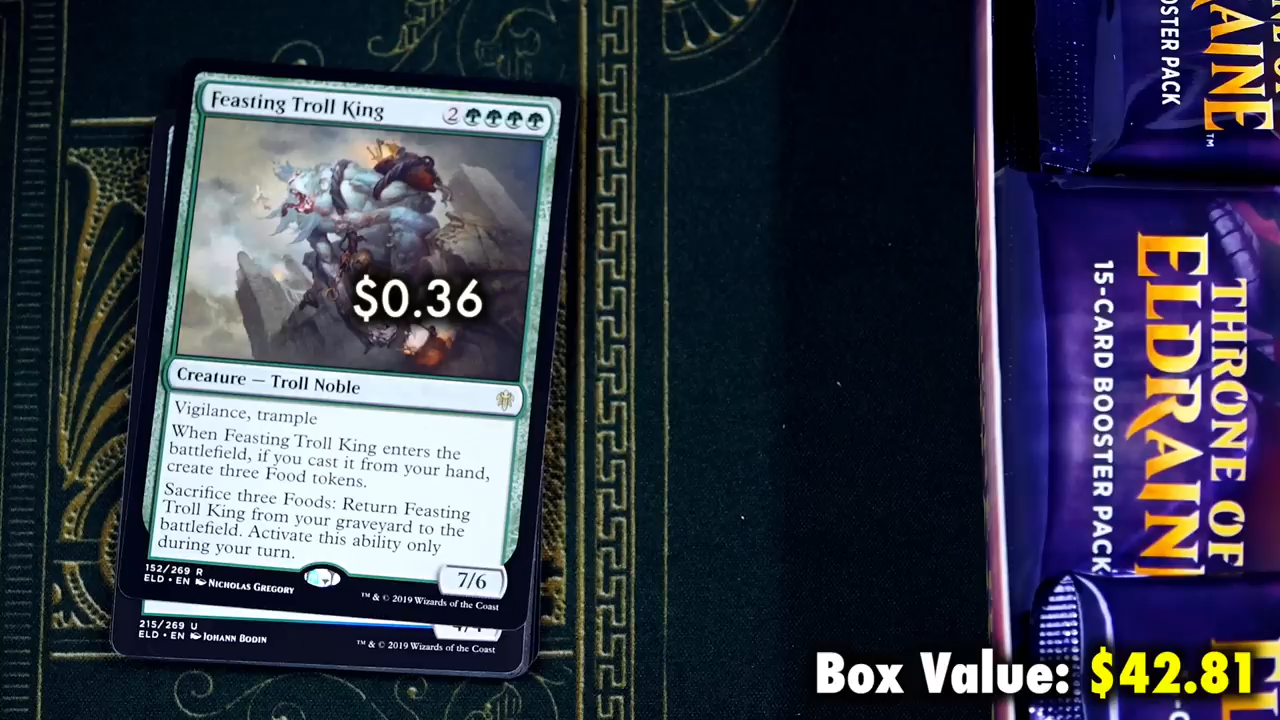 Feasting Troll King 2
$0.36
Creature — Troll Noble
Vigilance, trample
When Feasting Troll King enters the
battlefield, if you cast it from your hand,
create three Food tokens.
Sacrifice three Foods: Return Feasting
Troll King from your graveyard to the
battlefield. Activate this ability only
during your turn.
7/6
152/269 R
ELD • EN Nicholas Gregory
™ & © 2019 Wizards of the Coast
215/269 U
ELD • EN Johann Bodin
™ & © 2019 Wizards of the Coast
PACK
THRONE OF
ELDRAIN
15-CARD BOOSTER PACK
Box Value: $42.81